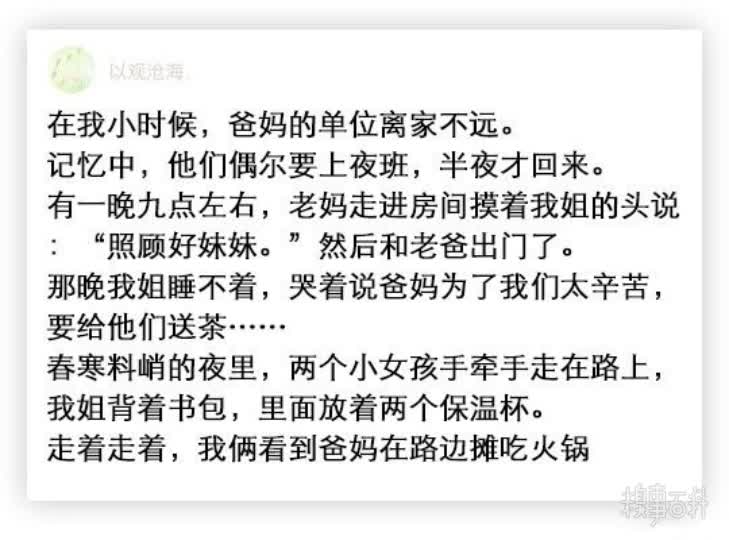 以观沧海
在我小时候，爸妈的单位离家不远。
记忆中，他们偶尔要上夜班，半夜才回来。
有一晚九点左右，老妈走进房间摸着我姐的头说
：“照顾好妹妹。”然后和老爸出门了。
那晚我姐睡不着，哭着说爸妈为了我们太辛苦，
要给他们送茶……
春寒料峭的夜里，两个小女孩手牵手走在路上，
我姐背着书包，里面放着两个保温杯。
走着走着，我俩看到爸妈在路边摊吃火锅
糗事百科